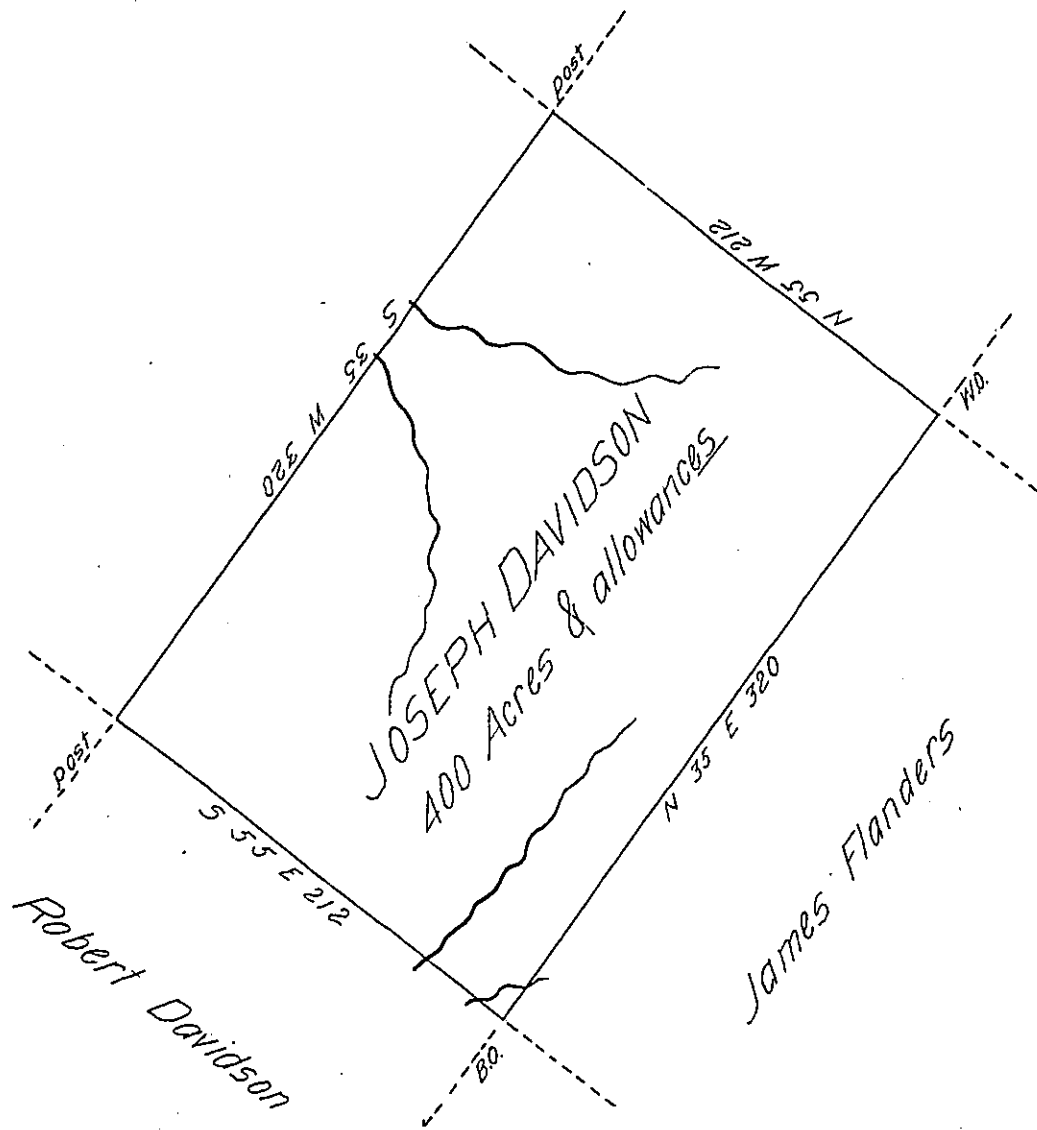 Post
N 55 W 212
W.O.
S 35 W 320
JOSEPH DAVIDSON
400 Acres & allowances
N 35 E 320
Post
S 55 E 212
James Flanders
Robert Davidson
B.O.